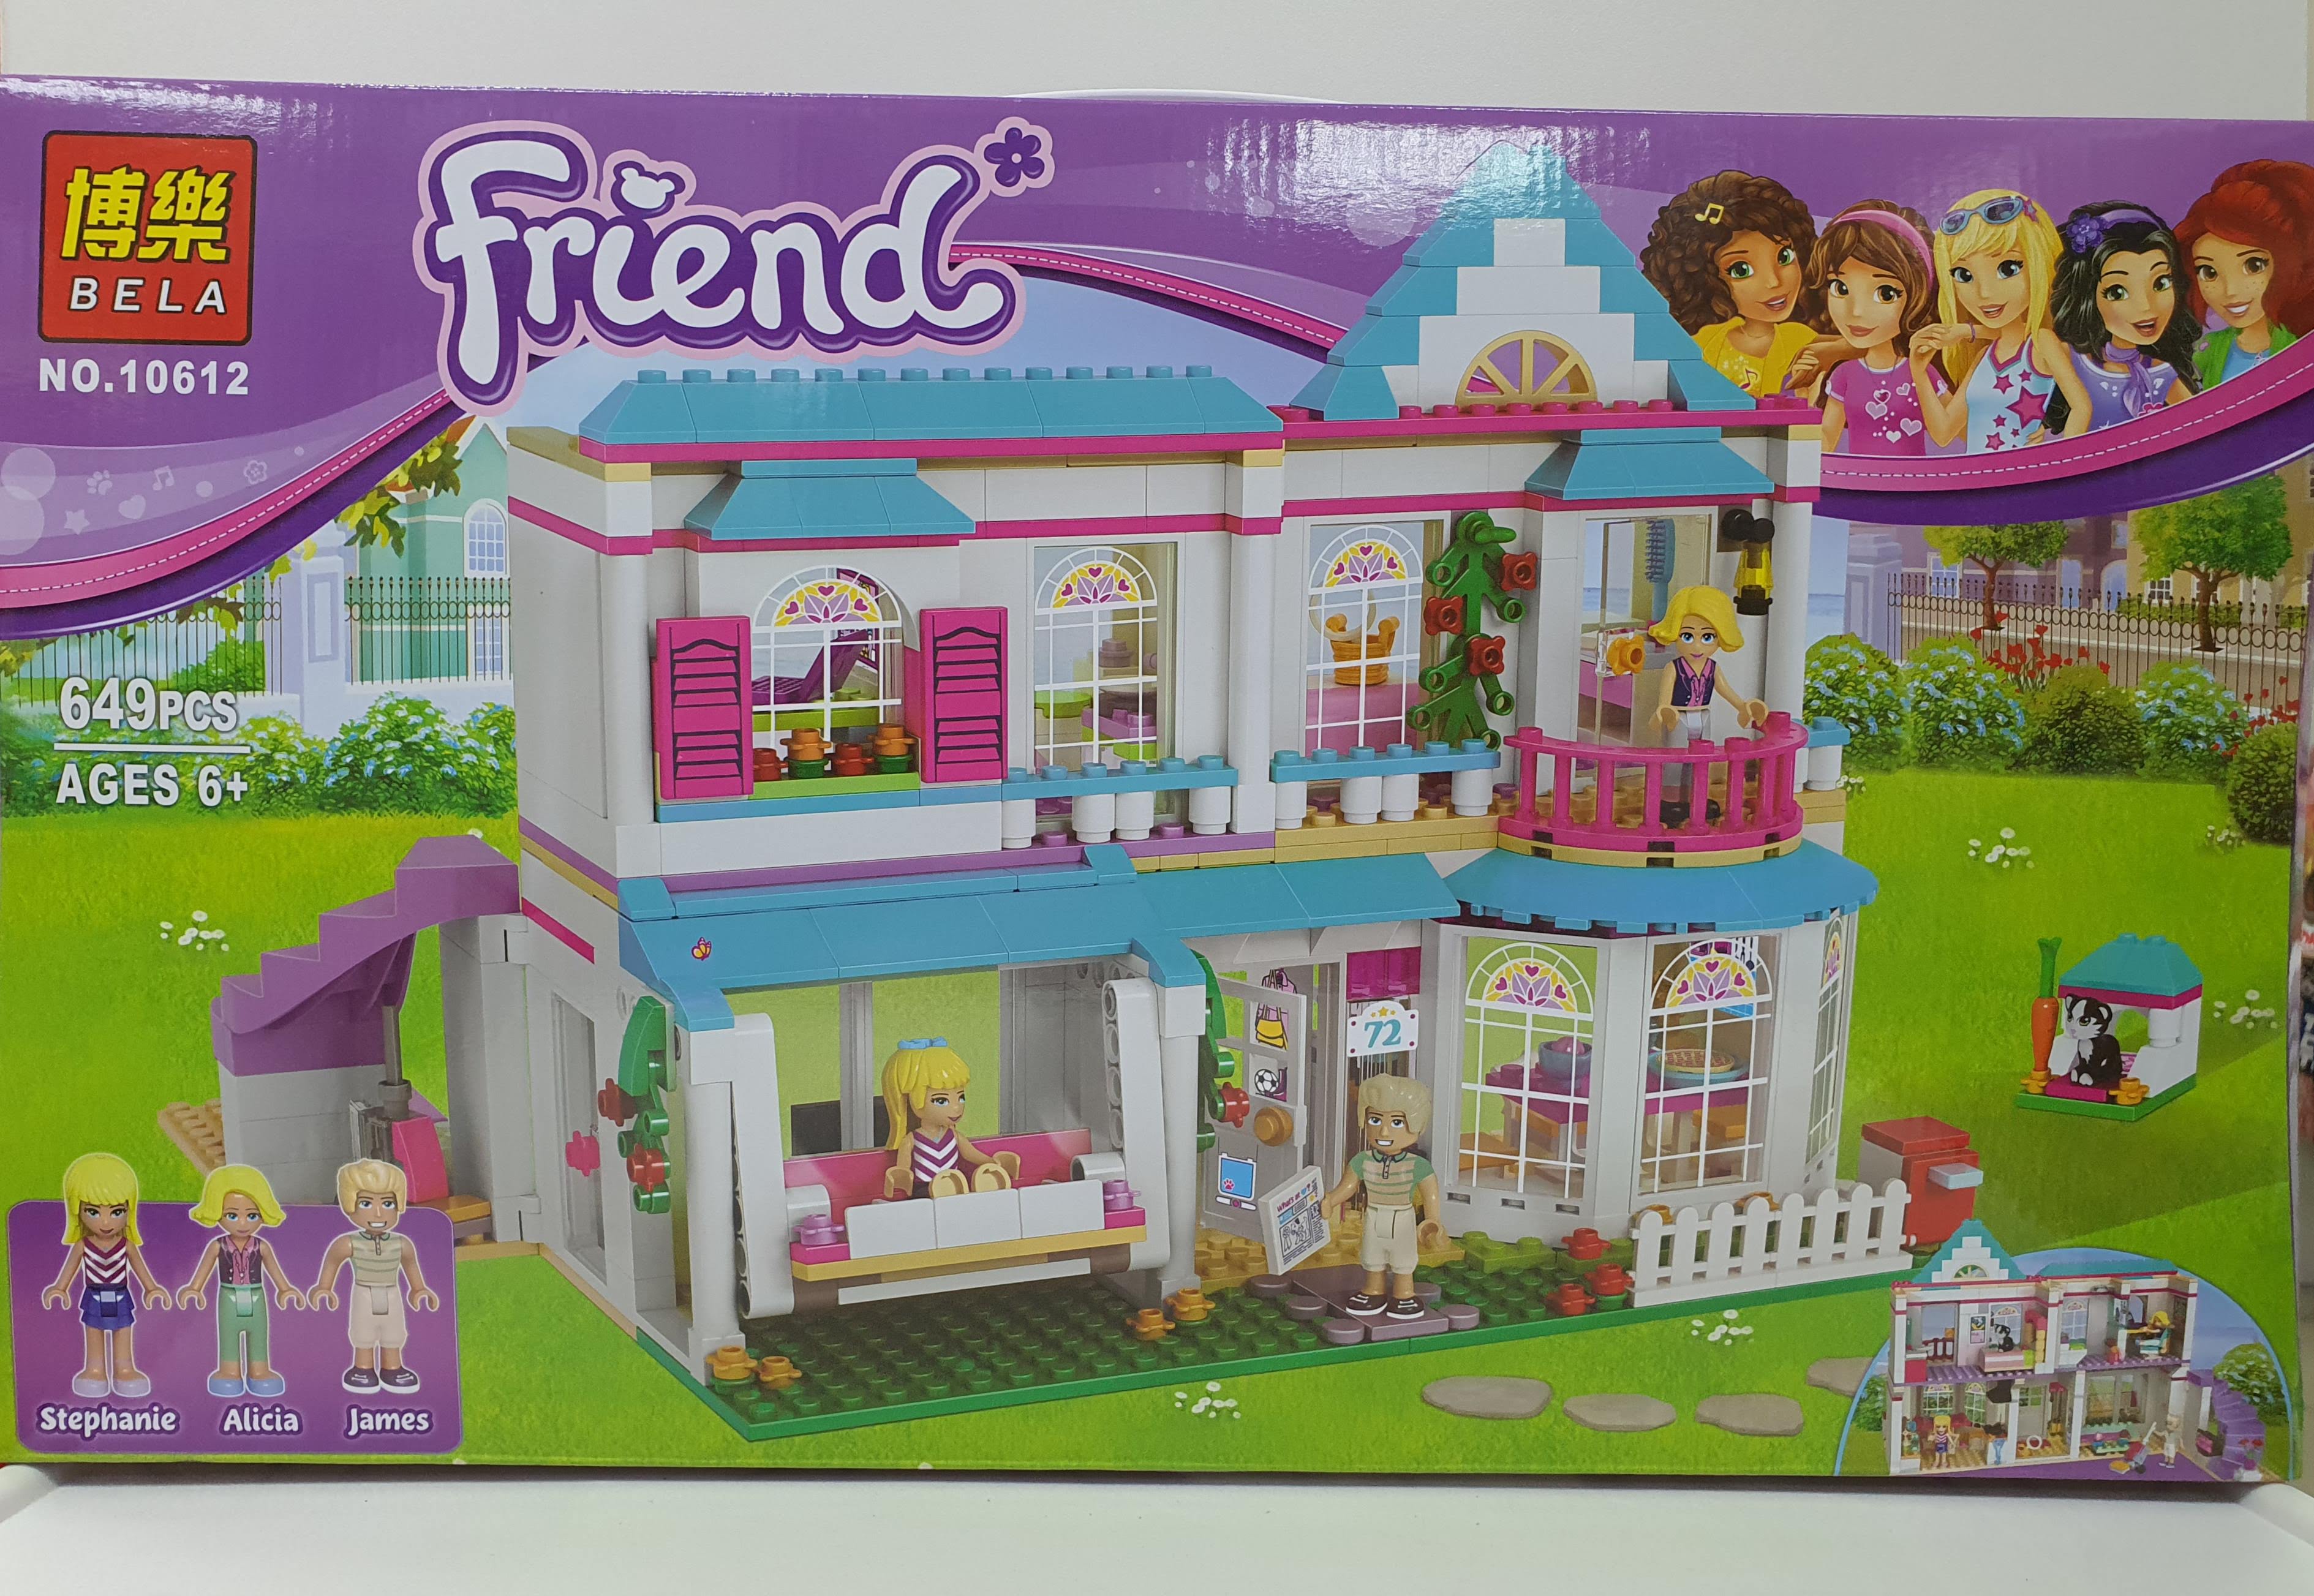 博樂
BELA
NO.10612
friend
649PCS
AGES 6+
72
Stephanie
Alicia
James